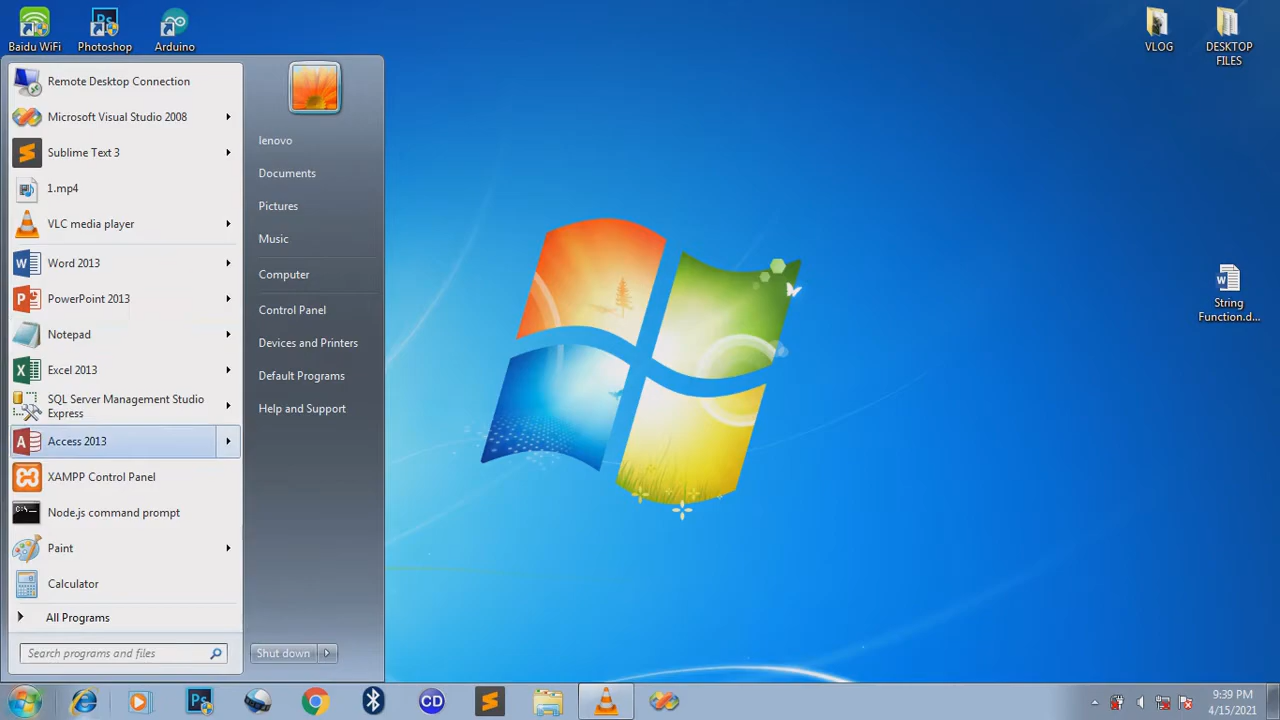 Baidu WiFi
Photoshop
Arduino
VLOG
DESKTOP
FILES
Remote Desktop Connection
Microsoft Visual Studio 2008
Sublime Text 3
1.mp4
VLC media player
Word 2013
PowerPoint 2013
Notepad
Excel 2013
SQL Server Management Studio
Express
Access 2013
XAMPP Control Panel
Node.js command prompt
Paint
Calculator
All Programs
Search programs and files
lenovo
Documents
Pictures
Music
Computer
Control Panel
Devices and Printers
Default Programs
Help and Support
Shut down
String
Function.d...
Ps
CD
9:39 PM
4/15/2021